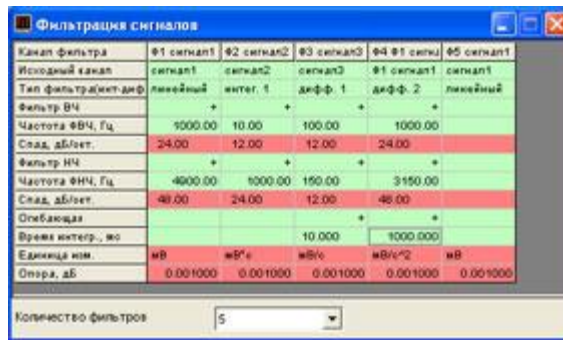 Фильтрация сигналов
Канал фильтра Ф1 сигнал1 Ф2 сигнал2 Ф3 сигнал3 Ф4 Ф1 сигнал Ф5 сигнал1
Исходный канал сигнал1 сигнал2 сигнал3 Ф1 сигнал1 сигнал1
Тип фильтра(инт-диф линейный интег. 1 дифф. 1 дифф. 2 линейный
Фильтр ВЧ + + + +
Частота ФВЧ, Гц 1000.00 10.00 100.00 1000.00
Спад, дБ/окт. 24.00 12.00 12.00 24.00
Фильтр НЧ + + + +
Частота ФНЧ, Гц 4900.00 1000.00 150.00 3150.00
Спад, дБ/окт. 48.00 24.00 12.00 48.00
Огибающая + +
Время интегр., мс 10.000 1000.000
Единица изм. мВ мВ*с мВ/с мВ/с^2 мВ
Опора, дБ 0.001000 0.001000 0.001000 0.001000 0.001000
Количество фильтров 5